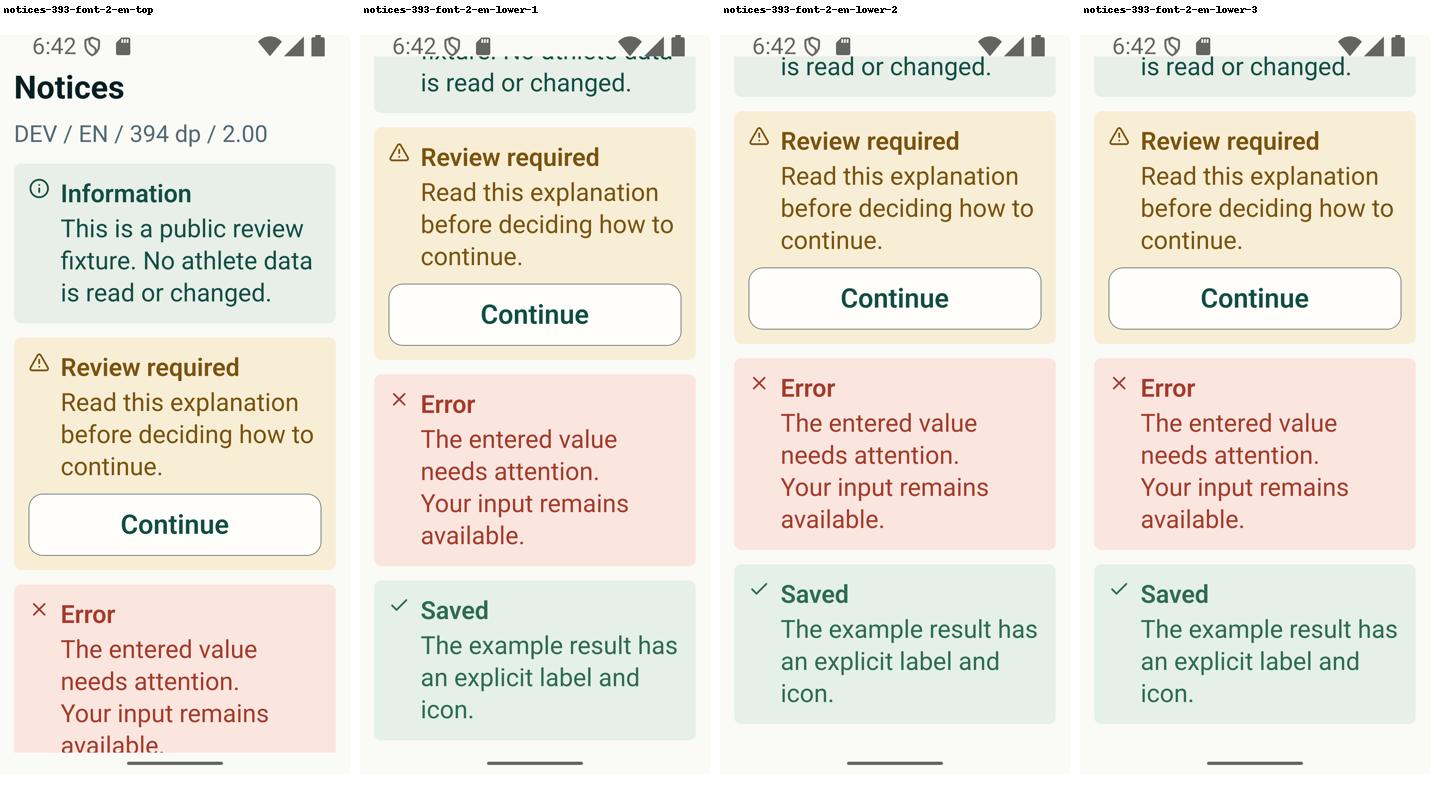 notices-393-font-2-en-top
6:42
Notices
DEV / EN / 394 dp / 2.00
Information
This is a public review
fixture. No athlete data
is read or changed.
Review required
Read this explanation
before deciding how to
continue.
Continue
Error
The entered value
needs attention.
Your input remains
available.
notices-393-font-2-en-lower-1
6:42
fixture. No athlete data
is read or changed.
Review required
Read this explanation
before deciding how to
continue.
Continue
Error
The entered value
needs attention.
Your input remains
available.
Saved
The example result has
an explicit label and
icon.
notices-393-font-2-en-lower-2
6:42
is read or changed.
Review required
Read this explanation
before deciding how to
continue.
Continue
Error
The entered value
needs attention.
Your input remains
available.
Saved
The example result has
an explicit label and
icon.
notices-393-font-2-en-lower-3
6:42
is read or changed.
Review required
Read this explanation
before deciding how to
continue.
Continue
Error
The entered value
needs attention.
Your input remains
available.
Saved
The example result has
an explicit label and
icon.